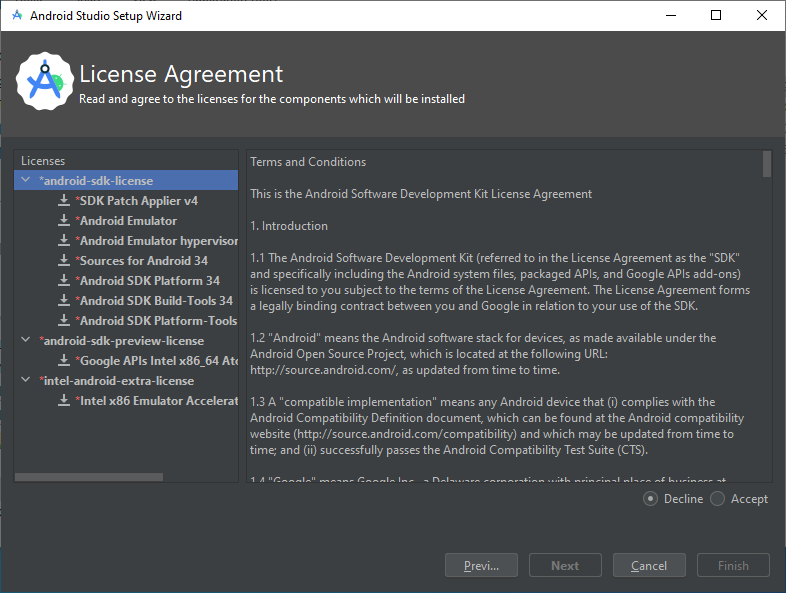 Android Studio Setup Wizard
License Agreement
Read and agree to the licenses for the components which will be installed
Licenses
*android-sdk-license
*SDK Patch Applier v4
*Android Emulator
*Android Emulator hypervisor
*Sources for Android 34
*Android SDK Platform 34
*Android SDK Build-Tools 34
*Android SDK Platform-Tools
*android-sdk-preview-license
*Google APIs Intel x86_64 Ato
*intel-android-extra-license
*Intel x86 Emulator Accelerat
Terms and Conditions
This is the Android Software Development Kit License Agreement
1. Introduction
1.1 The Android Software Development Kit (referred to in the License Agreement as the "SDK"
and specifically including the Android system files, packaged APIs, and Google APIs add-ons)
is licensed to you subject to the terms of the License Agreement. The License Agreement forms
a legally binding contract between you and Google in relation to your use of the SDK.
1.2 "Android" means the Android software stack for devices, as made available under the
Android Open Source Project, which is located at the following URL:
http://source.android.com/, as updated from time to time.
1.3 A "compatible implementation" means any Android device that (i) complies with the
Android Compatibility Definition document, which can be found at the Android compatibility
website (http://source.android.com/compatibility) and which may be updated from time to
time; and (ii) successfully passes the Android Compatibility Test Suite (CTS).
1.4 "Google" means Google Inc., a Delaware corporation with principal place of business at
Decline Accept
Previ... Next Cancel Finish